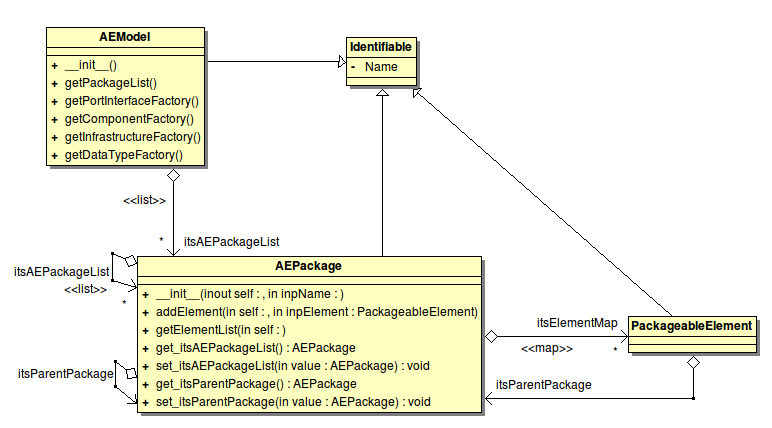 AEModel
+ __init__()
+ getPackageList()
+ getPortInterfaceFactory()
+ getComponentFactory()
+ getInfrastructureFactory()
+ getDataTypeFactory()
Identifiable
- Name
<<list>>
* itsAEPackageList
itsAEPackageList
<<list>>
*
AEPackage
+ __init__(inout self : , in inpName : )
+ addElement(in self : , in inpElement : PackageableElement)
+ getElementList(in self : )
+ get_itsAEPackageList() : AEPackage
+ set_itsAEPackageList(in value : AEPackage) : void
+ get_itsParentPackage() : AEPackage
+ set_itsParentPackage(in value : AEPackage) : void
itsParentPackage
itsElementMap
<<map>> *
PackageableElement
itsParentPackage